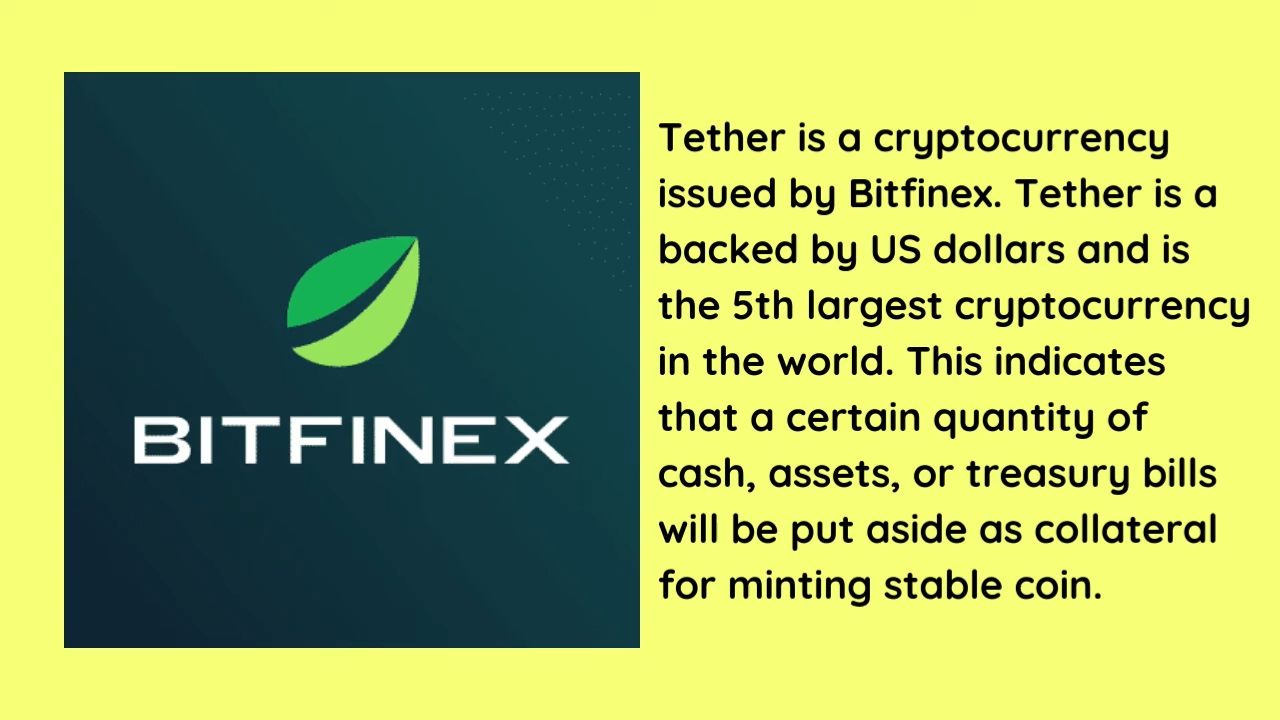 BITFINEX
Tether is a cryptocurrency
issued by Bitfinex. Tether is a
backed by US dollars and is
the 5th largest cryptocurrency
in the world. This indicates
that a certain quantity of
cash, assets, or treasury bills
will be put aside as collateral
for minting stable coin.